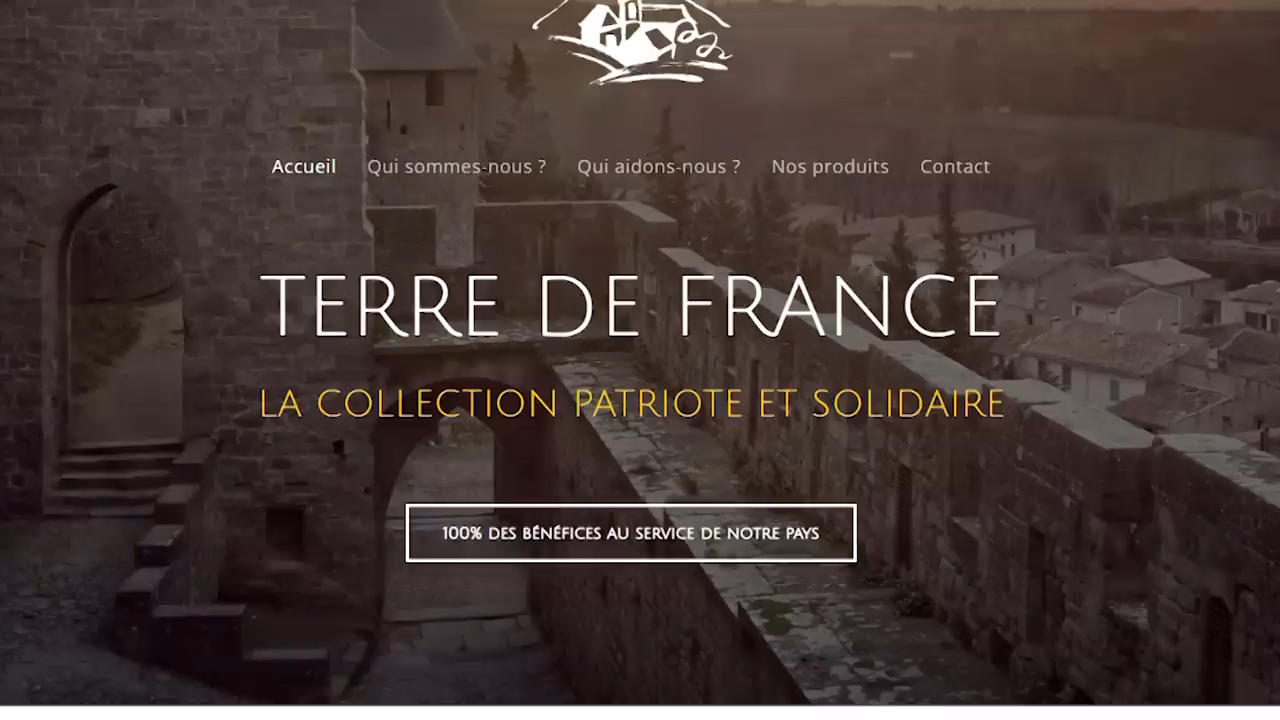 Accueil Qui sommes-nous ? Qui aidons-nous ? Nos produits Contact
TERRE DE FRANCE
LA COLLECTION PATRIOTE ET SOLIDAIRE
100% DES BÉNÉFICES AU SERVICE DE NOTRE PAYS